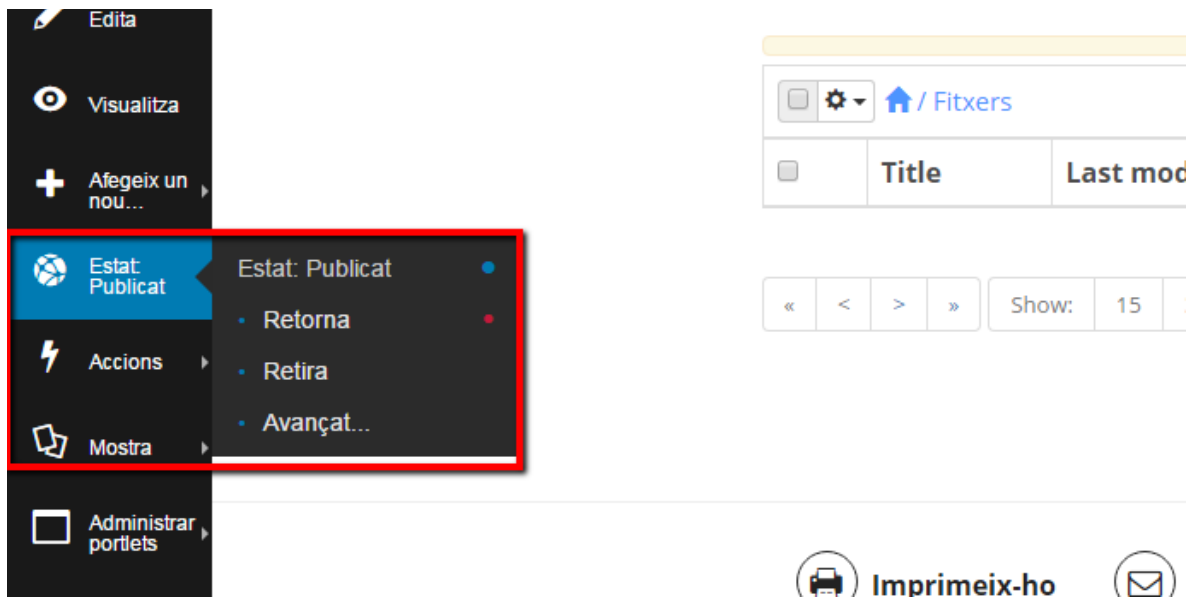 Edita
Visualitza
Afegeix un
nou...
Estat:
Publicat
Accions
Mostra
Administrar
portlets
Estat: Publicat
Retorna
Retira
Avançat...
/ Fitxers
Title Last mod
« < > » Show: 15
Imprimeix-ho